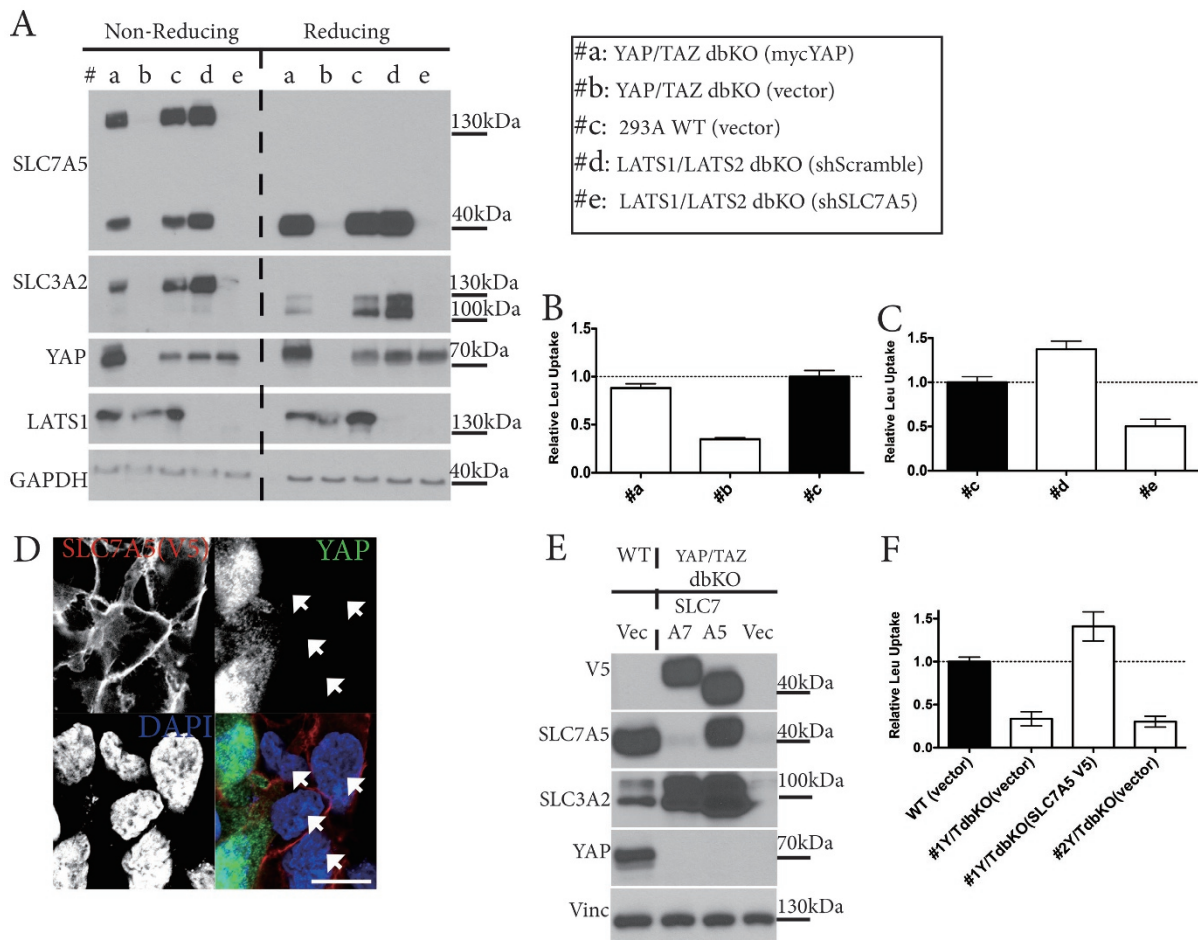 A
Non-Reducing Reducing
# a b c d e a b c d e
SLC7A5
130kDa
40kDa
SLC3A2
130kDa
100kDa
YAP
70kDa
LATS1
130kDa
GAPDH
40kDa
#a: YAP/TAZ dbKO (mycYAP)
#b: YAP/TAZ dbKO (vector)
#c: 293A WT (vector)
#d: LATS1/LATS2 dbKO (shScramble)
#e: LATS1/LATS2 dbKO (shSLC7A5)
B
Relative Leu Uptake
1.5
1.0
0.5
0.0
#a #b #c
C
Relative Leu Uptake
1.5
1.0
0.5
0.0
#c #d #e
D
SLC7A5(V5)
YAP
DAPI
E
WT YAP/TAZ
dbKO
SLC7
Vec A7 A5 Vec
V5
40kDa
SLC7A5
40kDa
SLC3A2
100kDa
YAP
70kDa
Vinc
130kDa
F
Relative Leu Uptake
1.5
1.0
0.5
0.0
WT (vector)
#1Y/TdbKO(vector)
#1Y/TdbKO(SLC7A5 V5)
#2Y/TdbKO(vector)